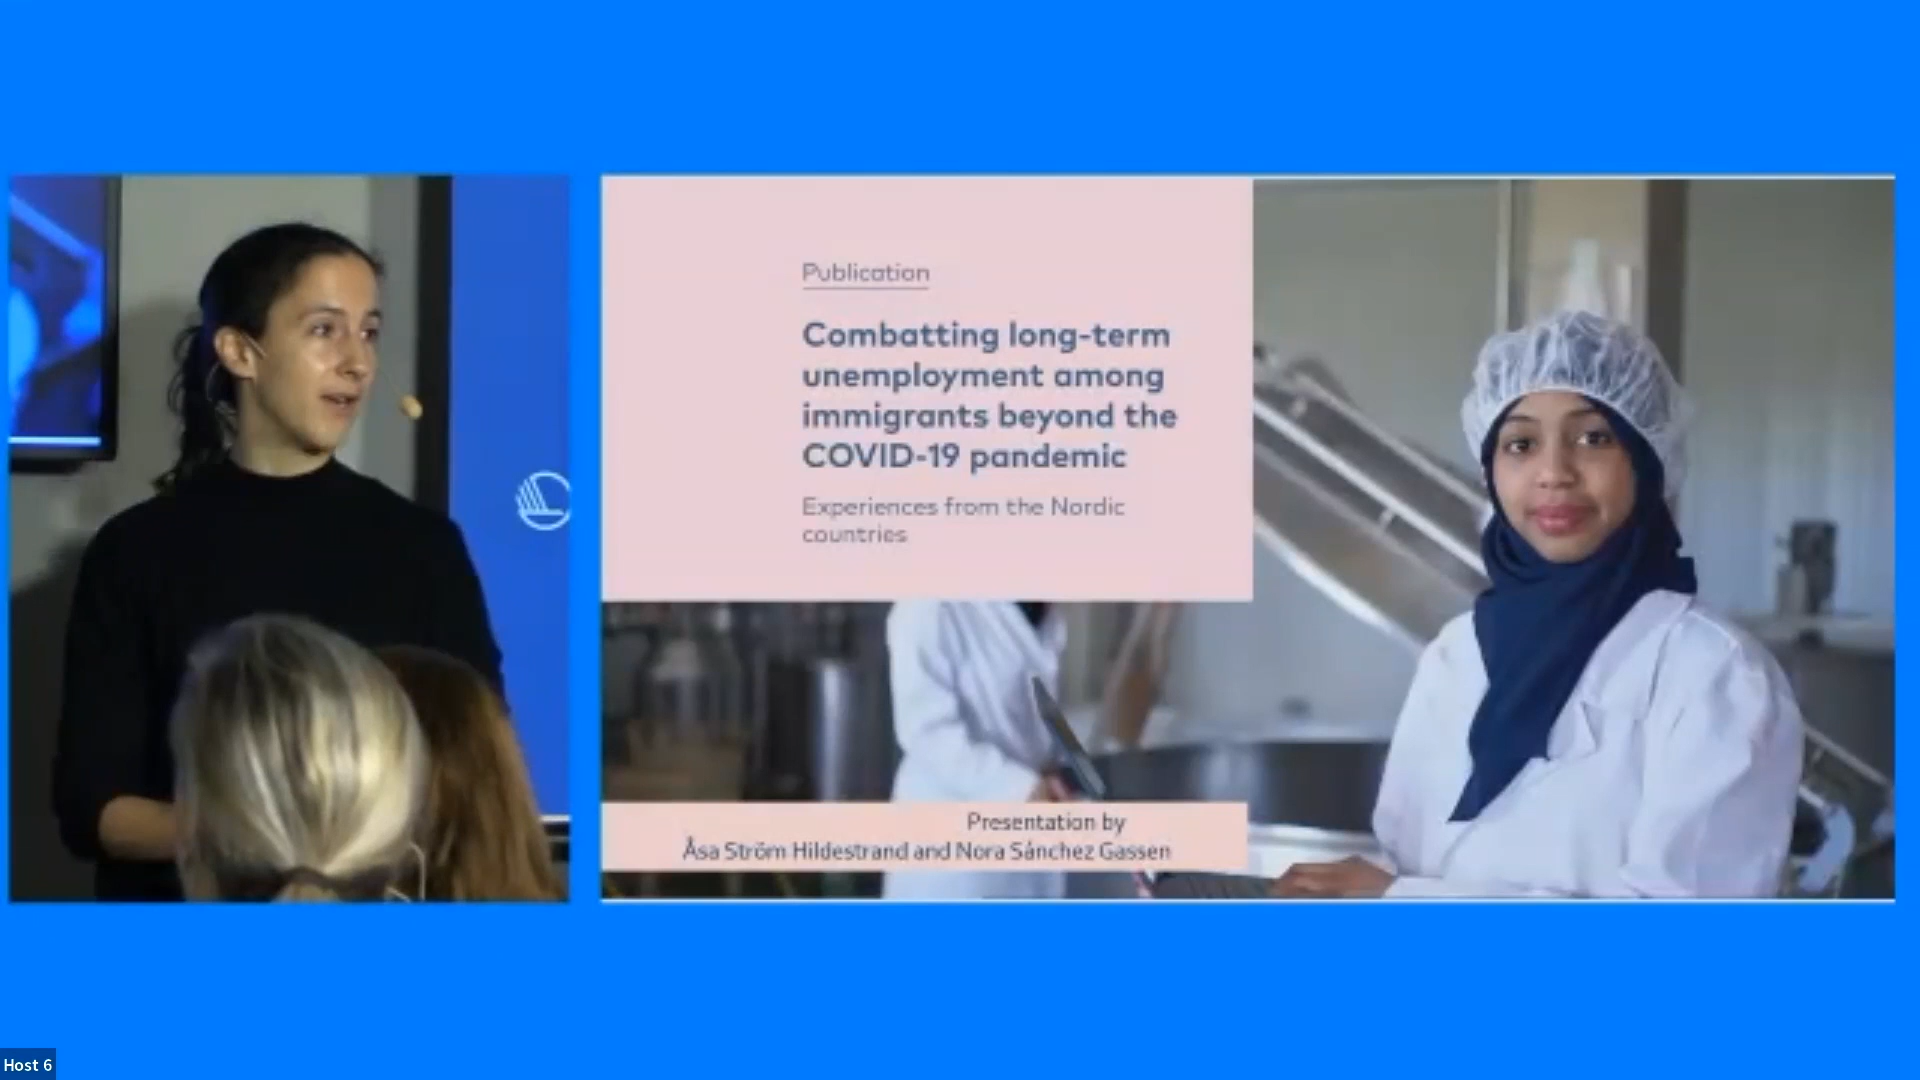 Publication
Combatting long-term
unemployment among
immigrants beyond the
COVID-19 pandemic
Experiences from the Nordic
countries
Presentation by
Åsa Ström Hildestrand and Nora Sánchez Gassen
Host 6